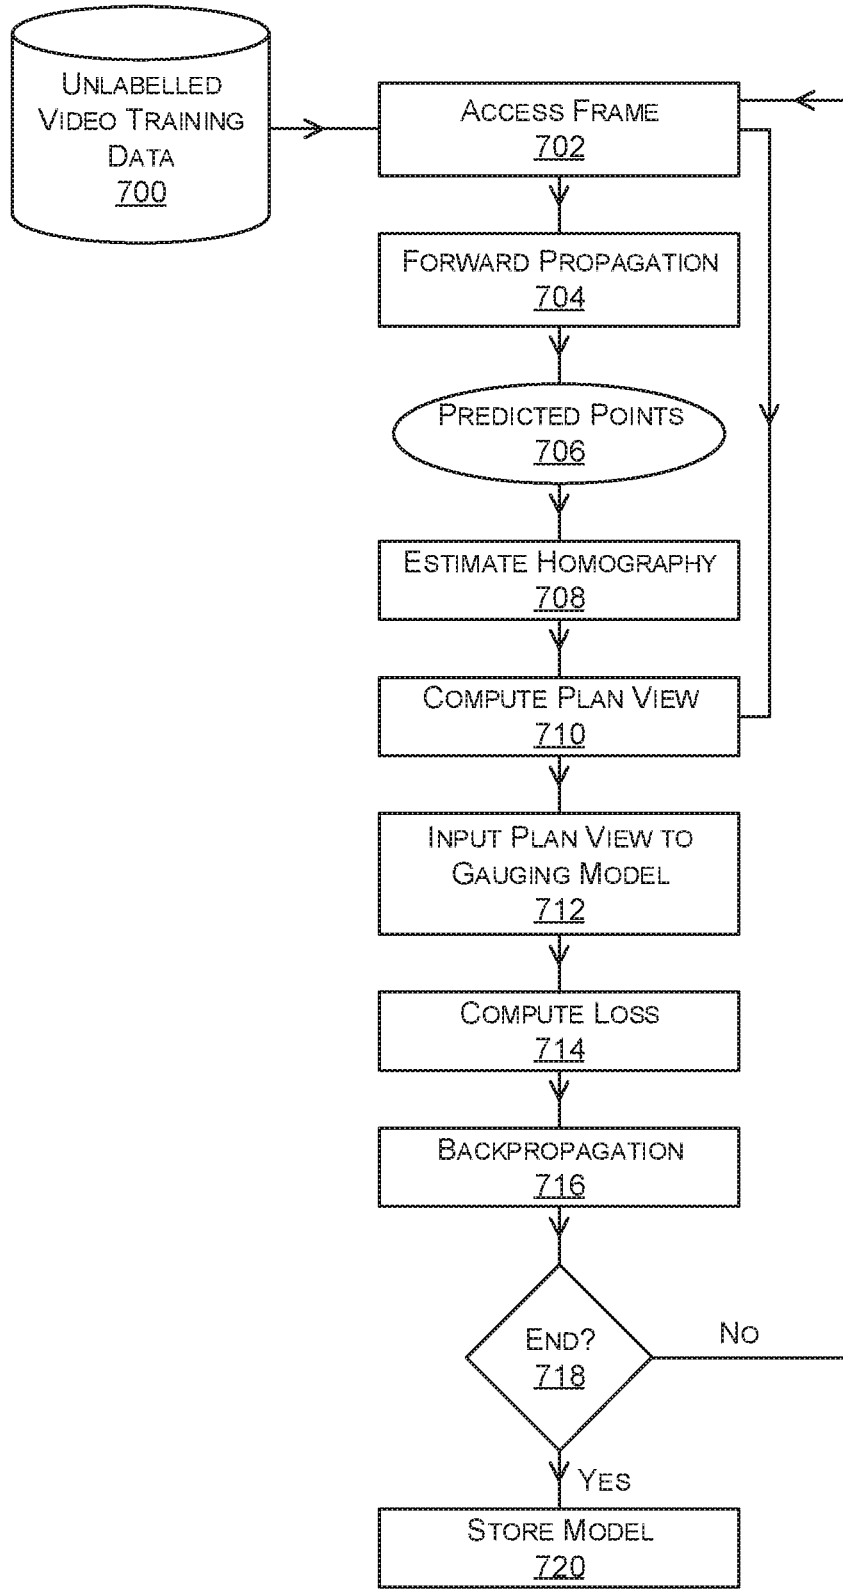 UNLABELLED
VIDEO TRAINING
DATA
700
ACCESS FRAME
702
FORWARD PROPAGATION
704
PREDICTED POINTS
706
ESTIMATE HOMOGRAPHY
708
COMPUTE PLAN VIEW
710
INPUT PLAN VIEW TO
GAUGING MODEL
712
COMPUTE LOSS
714
BACKPROPAGATION
716
END?
718
NO
YES
STORE MODEL
720